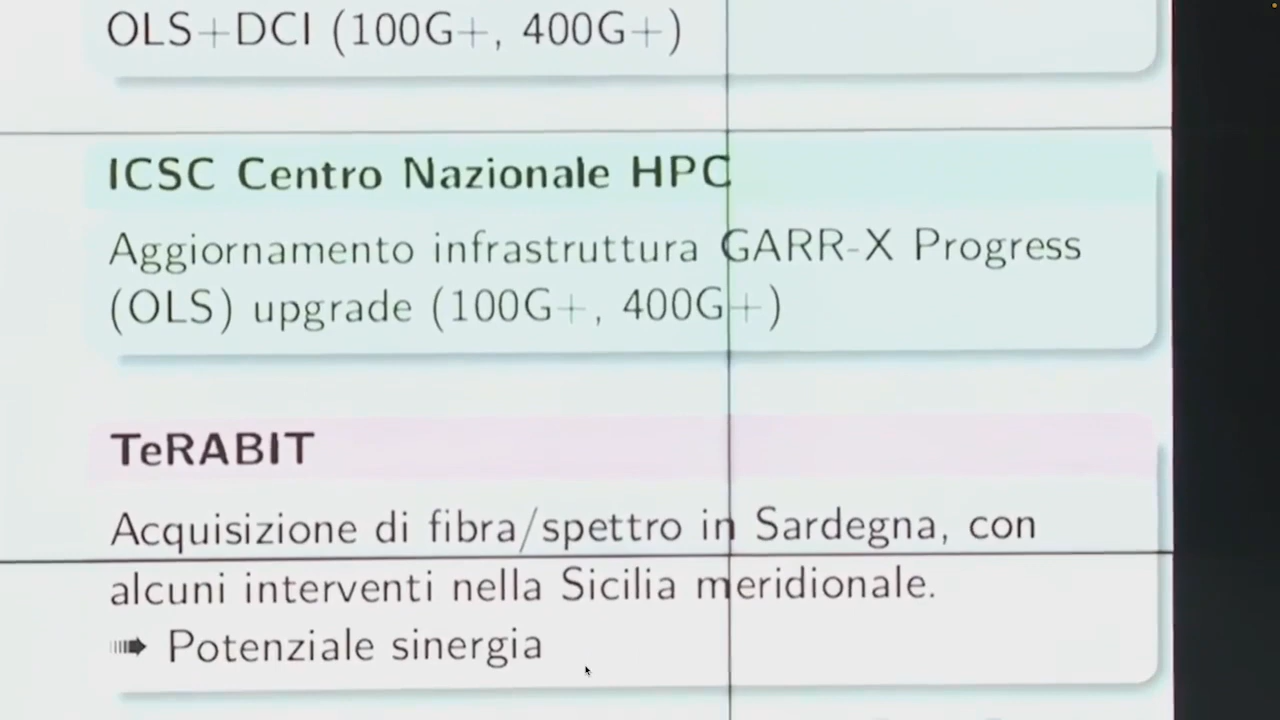 OLS+DCI (100G+, 400G+)
ICSC Centro Nazionale HPC
Aggiornamento infrastruttura GARR-X Progress
(OLS) upgrade (100G+, 400G+)
TeRABIT
Acquisizione di fibra/spettro in Sardegna, con
alcuni interventi nella Sicilia meridionale.
➠ Potenziale sinergia